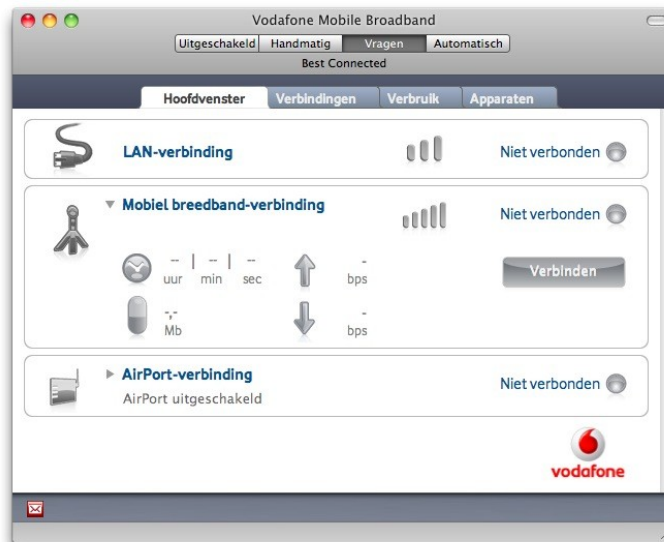 Vodafone Mobile Broadband
Uitgeschakeld Handmatig Vragen Automatisch
Best Connected
Hoofdvenster Verbindingen Verbruik Apparaten
LAN-verbinding Niet verbonden
Mobiel breedband-verbinding Niet verbonden
-- | -- | -- -
uur min sec bps
Verbinden
-,- -
Mb bps
AirPort-verbinding Niet verbonden
AirPort uitgeschakeld
vodafone